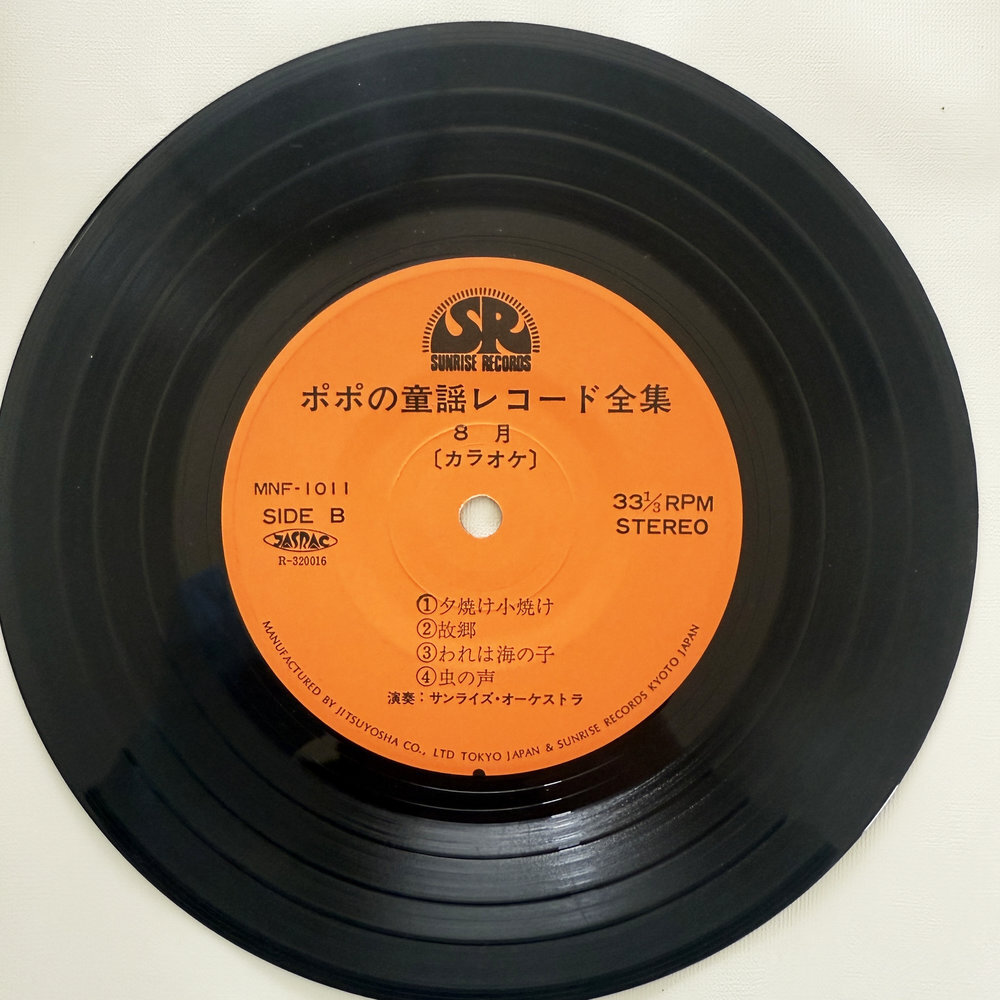 SR
SUNRISE RECORDS
ポポの童謡レコード全集
8 月
〔カラオケ〕
MNF-1011
SIDE B
JASRAC
R-320016
33 1/3 RPM
STEREO
①夕焼け小焼け
②故郷
③われは海の子
④虫の声
演奏：サンライズ・オーケストラ
MANUFACTURED BY JITSUYOSHA CO., LTD TOKYO JAPAN & SUNRISE RECORDS KYOTO JAPAN